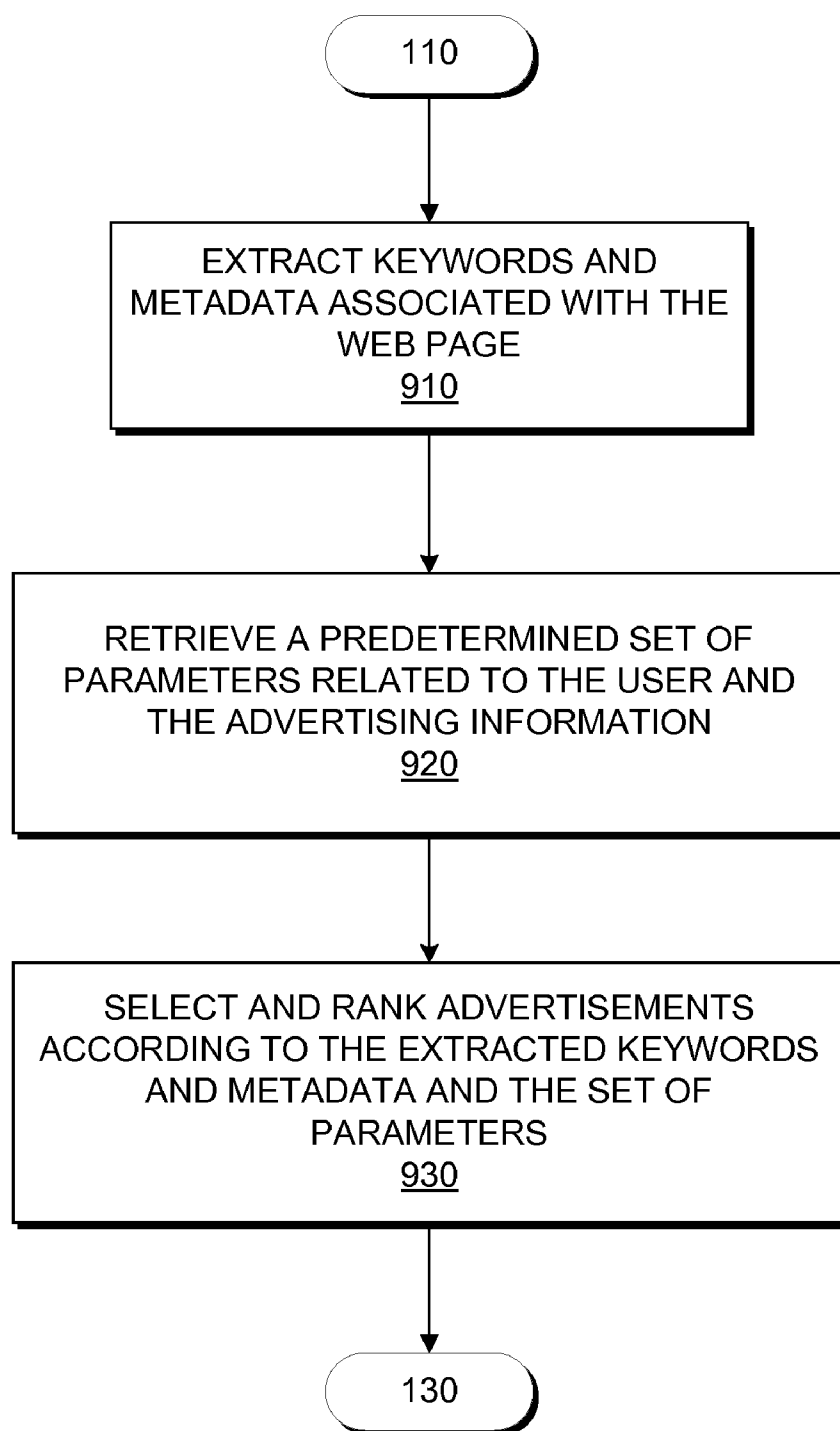 110
EXTRACT KEYWORDS AND
METADATA ASSOCIATED WITH THE
WEB PAGE
910
RETRIEVE A PREDETERMINED SET OF
PARAMETERS RELATED TO THE USER AND
THE ADVERTISING INFORMATION
920
SELECT AND RANK ADVERTISEMENTS
ACCORDING TO THE EXTRACTED KEYWORDS
AND METADATA AND THE SET OF
PARAMETERS
930
130